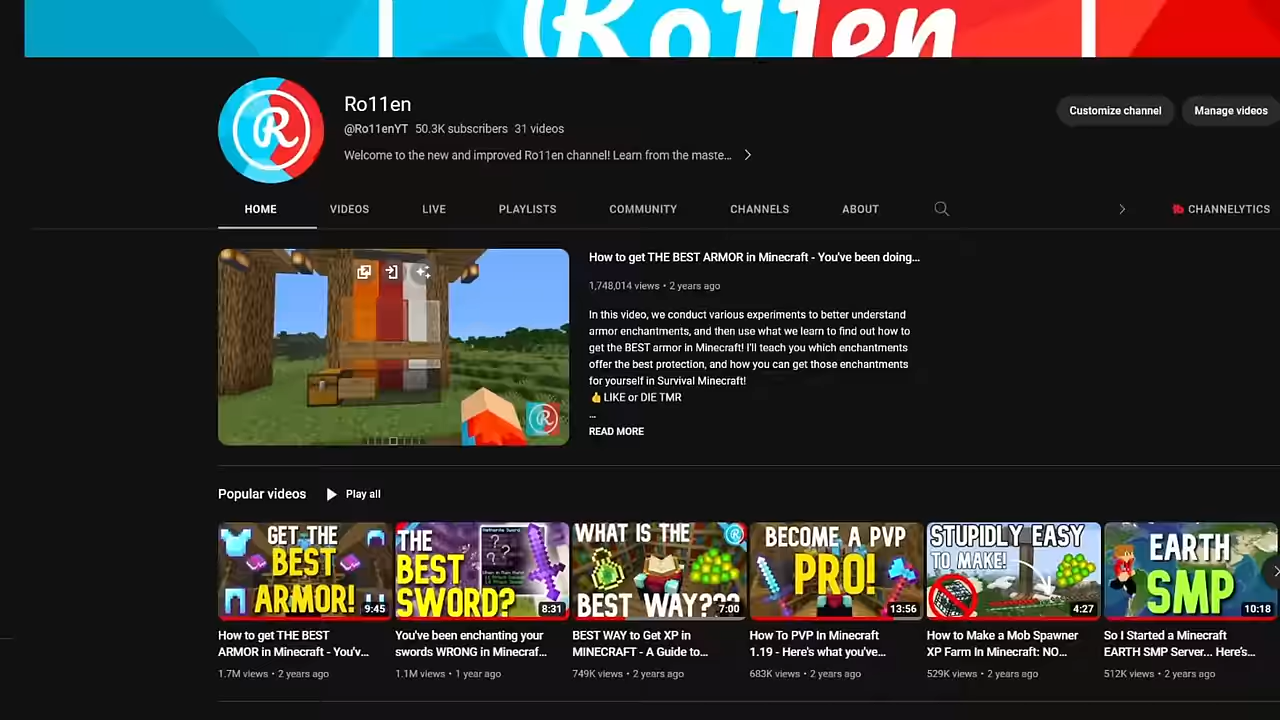 Ro11en
Ro11en
@Ro11enYT 50.3K subscribers 31 videos
Welcome to the new and improved Ro11en channel! Learn from the maste...
Customize channel
Manage videos
HOME
VIDEOS
LIVE
PLAYLISTS
COMMUNITY
CHANNELS
ABOUT
CHANNELYTICS
How to get THE BEST ARMOR in Minecraft - You've been doing...
1,748,014 views • 2 years ago
In this video, we conduct various experiments to better understand
armor enchantments, and then use what we learn to find out how to
get the BEST armor in Minecraft! I'll teach you which enchantments
offer the best protection, and how you can get those enchantments
for yourself in Survival Minecraft!
👍 LIKE or DIE TMR
...
READ MORE
Popular videos
Play all
GET THE
BEST
ARMOR!
9:45
How to get THE BEST
ARMOR in Minecraft - You'v...
1.7M views • 2 years ago
THE
BEST
SWORD?
8:31
You've been enchanting your
swords WRONG in Minecraf...
1.1M views • 1 year ago
WHAT IS THE
BEST WAY???
7:00
BEST WAY to Get XP in
MINECRAFT - A Guide to...
749K views • 2 years ago
BECOME A PVP
PRO!
13:56
How To PVP In Minecraft
1.19 - Here's what you've...
683K views • 2 years ago
STUPIDLY EASY
TO MAKE!
4:27
How to Make a Mob Spawner
XP Farm In Minecraft: NO...
529K views • 2 years ago
EARTH
SMP
10:18
So I Started a Minecraft
EARTH SMP Server... Here's...
512K views • 2 years ago